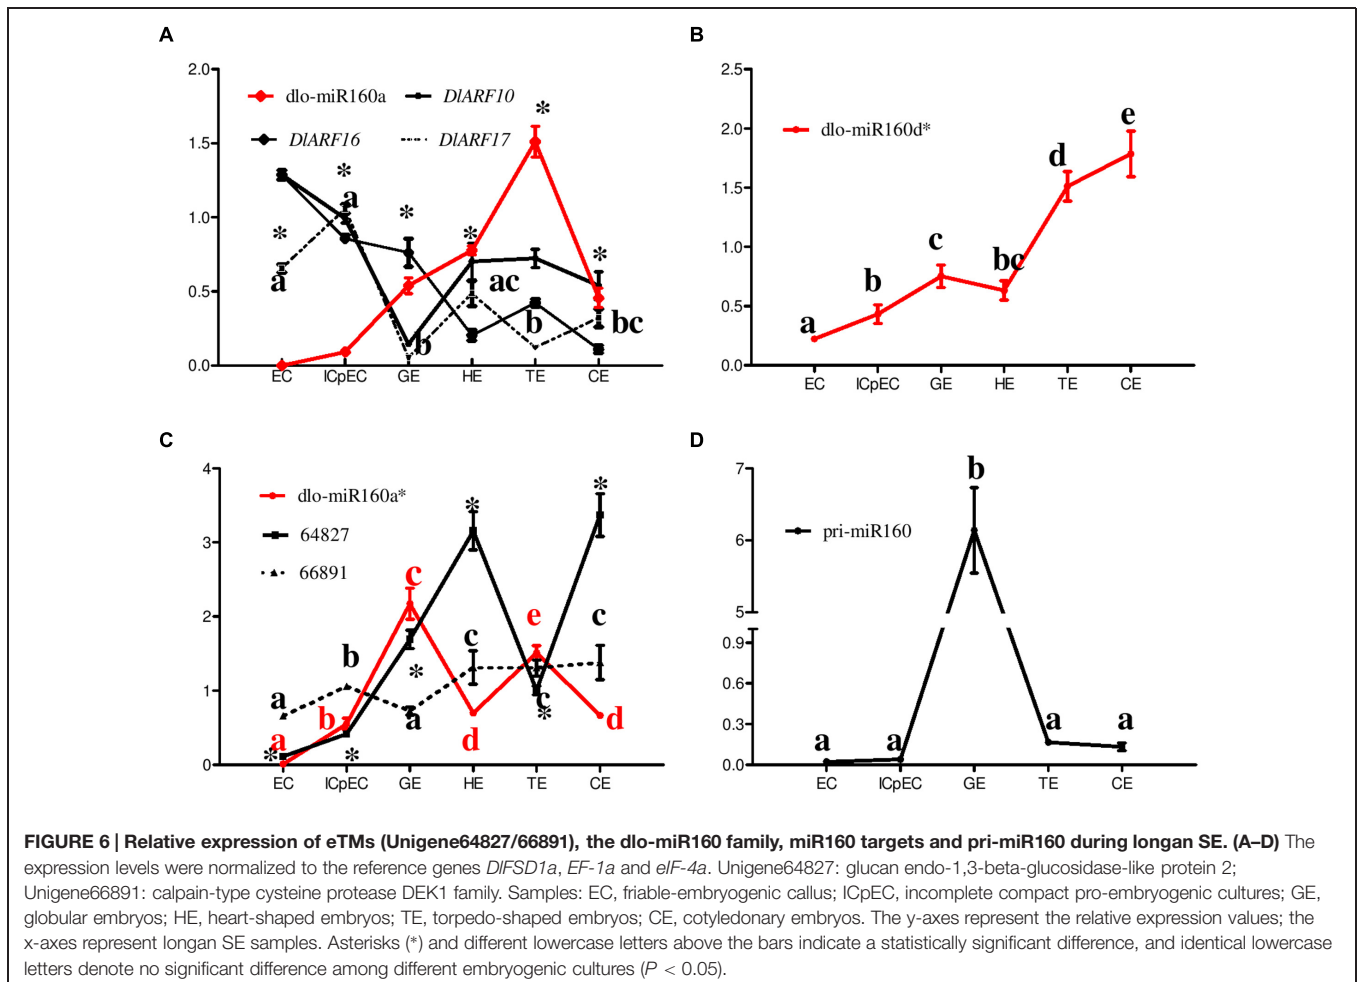 A
2.0
1.5
1.0
0.5
0.0
dlo-miR160a
DlARF10
DlARF16
DlARF17
*
*
*
*
*
*
a
a
b
ac
b
bc
EC
ICpEC
GE
HE
TE
CE
B
2.5
2.0
1.5
1.0
0.5
0.0
dlo-miR160d*
a
b
c
bc
d
e
EC
ICpEC
GE
HE
TE
CE
C
4
3
2
1
0
dlo-miR160a*
64827
66891
a
b
c
d
e
d
a
b
a
c
c
c
*
*
*
*
*
*
EC
ICpEC
GE
HE
TE
CE
D
7
6
5
0.9
0.6
0.3
0.0
pri-miR160
a
a
b
a
a
EC
ICpEC
GE
TE
CE
FIGURE 6 | Relative expression of eTMs (Unigene64827/66891), the dlo-miR160 family, miR160 targets and pri-miR160 during longan SE. (A–D) The
expression levels were normalized to the reference genes DlFSD1a, EF-1a and eIF-4a. Unigene64827: glucan endo-1,3-beta-glucosidase-like protein 2;
Unigene66891: calpain-type cysteine protease DEK1 family. Samples: EC, friable-embryogenic callus; ICpEC, incomplete compact pro-embryogenic cultures; GE,
globular embryos; HE, heart-shaped embryos; TE, torpedo-shaped embryos; CE, cotyledonary embryos. The y-axes represent the relative expression values; the
x-axes represent longan SE samples. Asterisks (*) and different lowercase letters above the bars indicate a statistically significant difference, and identical lowercase
letters denote no significant difference among different embryogenic cultures (P < 0.05).